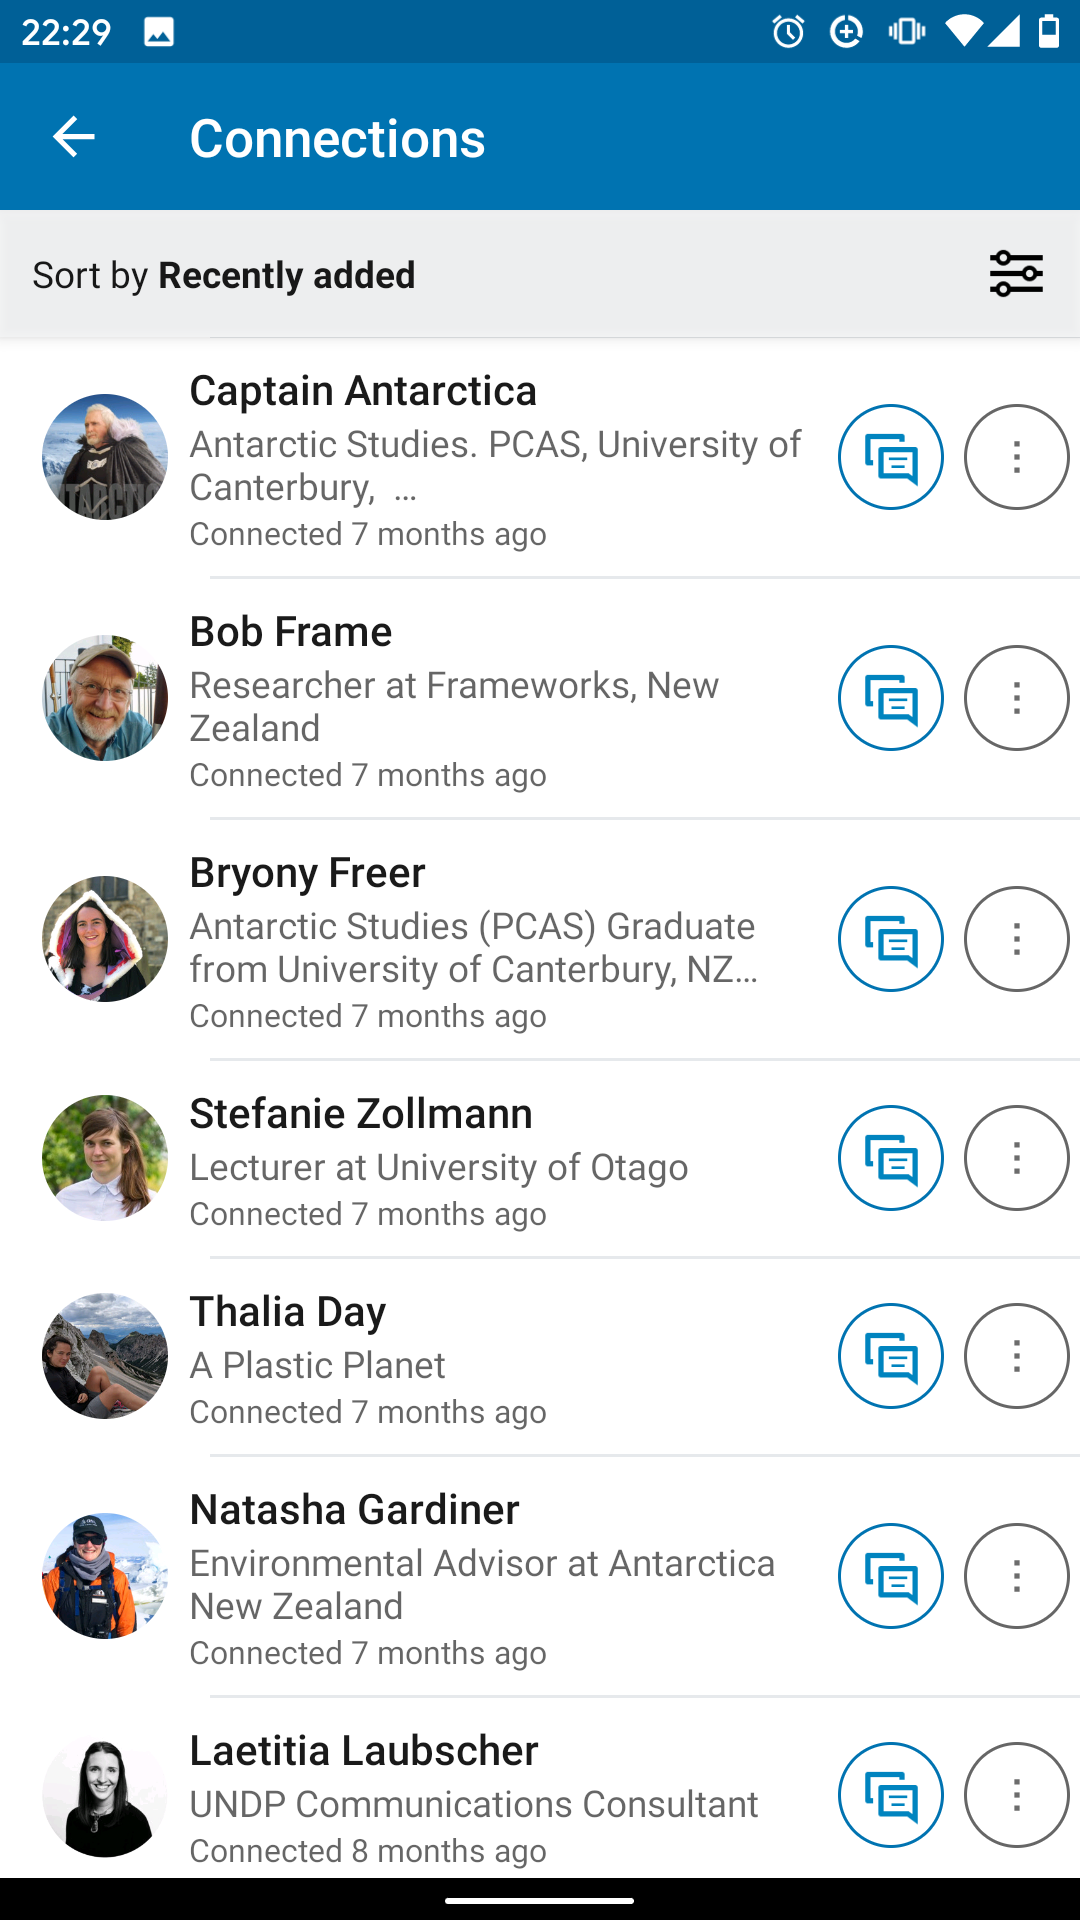 22:29
Connections
Sort by Recently added
Captain Antarctica
Antarctic Studies. PCAS, University of
Canterbury, ...
Connected 7 months ago
Bob Frame
Researcher at Frameworks, New
Zealand
Connected 7 months ago
Bryony Freer
Antarctic Studies (PCAS) Graduate
from University of Canterbury, NZ...
Connected 7 months ago
Stefanie Zollmann
Lecturer at University of Otago
Connected 7 months ago
Thalia Day
A Plastic Planet
Connected 7 months ago
Natasha Gardiner
Environmental Advisor at Antarctica
New Zealand
Connected 7 months ago
Laetitia Laubscher
UNDP Communications Consultant
Connected 8 months ago